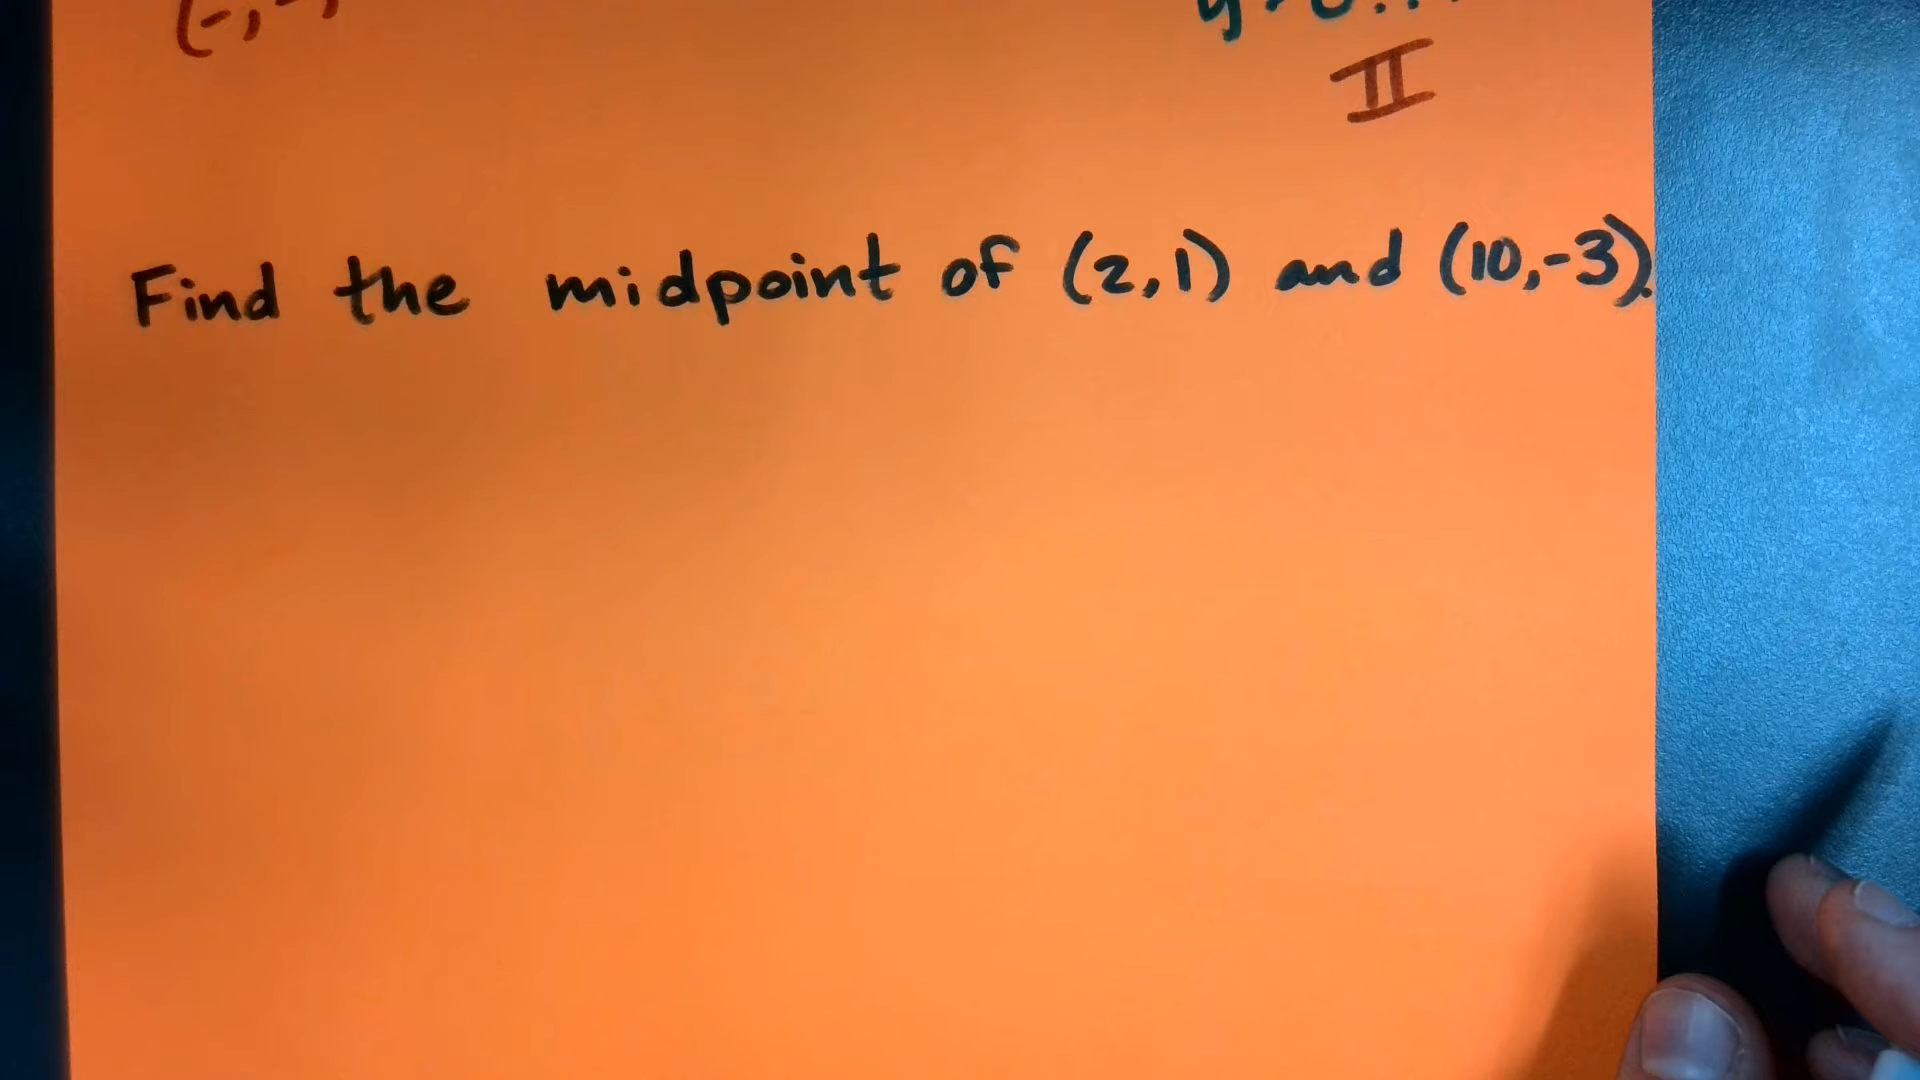 II
Find the midpoint of (2,1) and (10,-3).